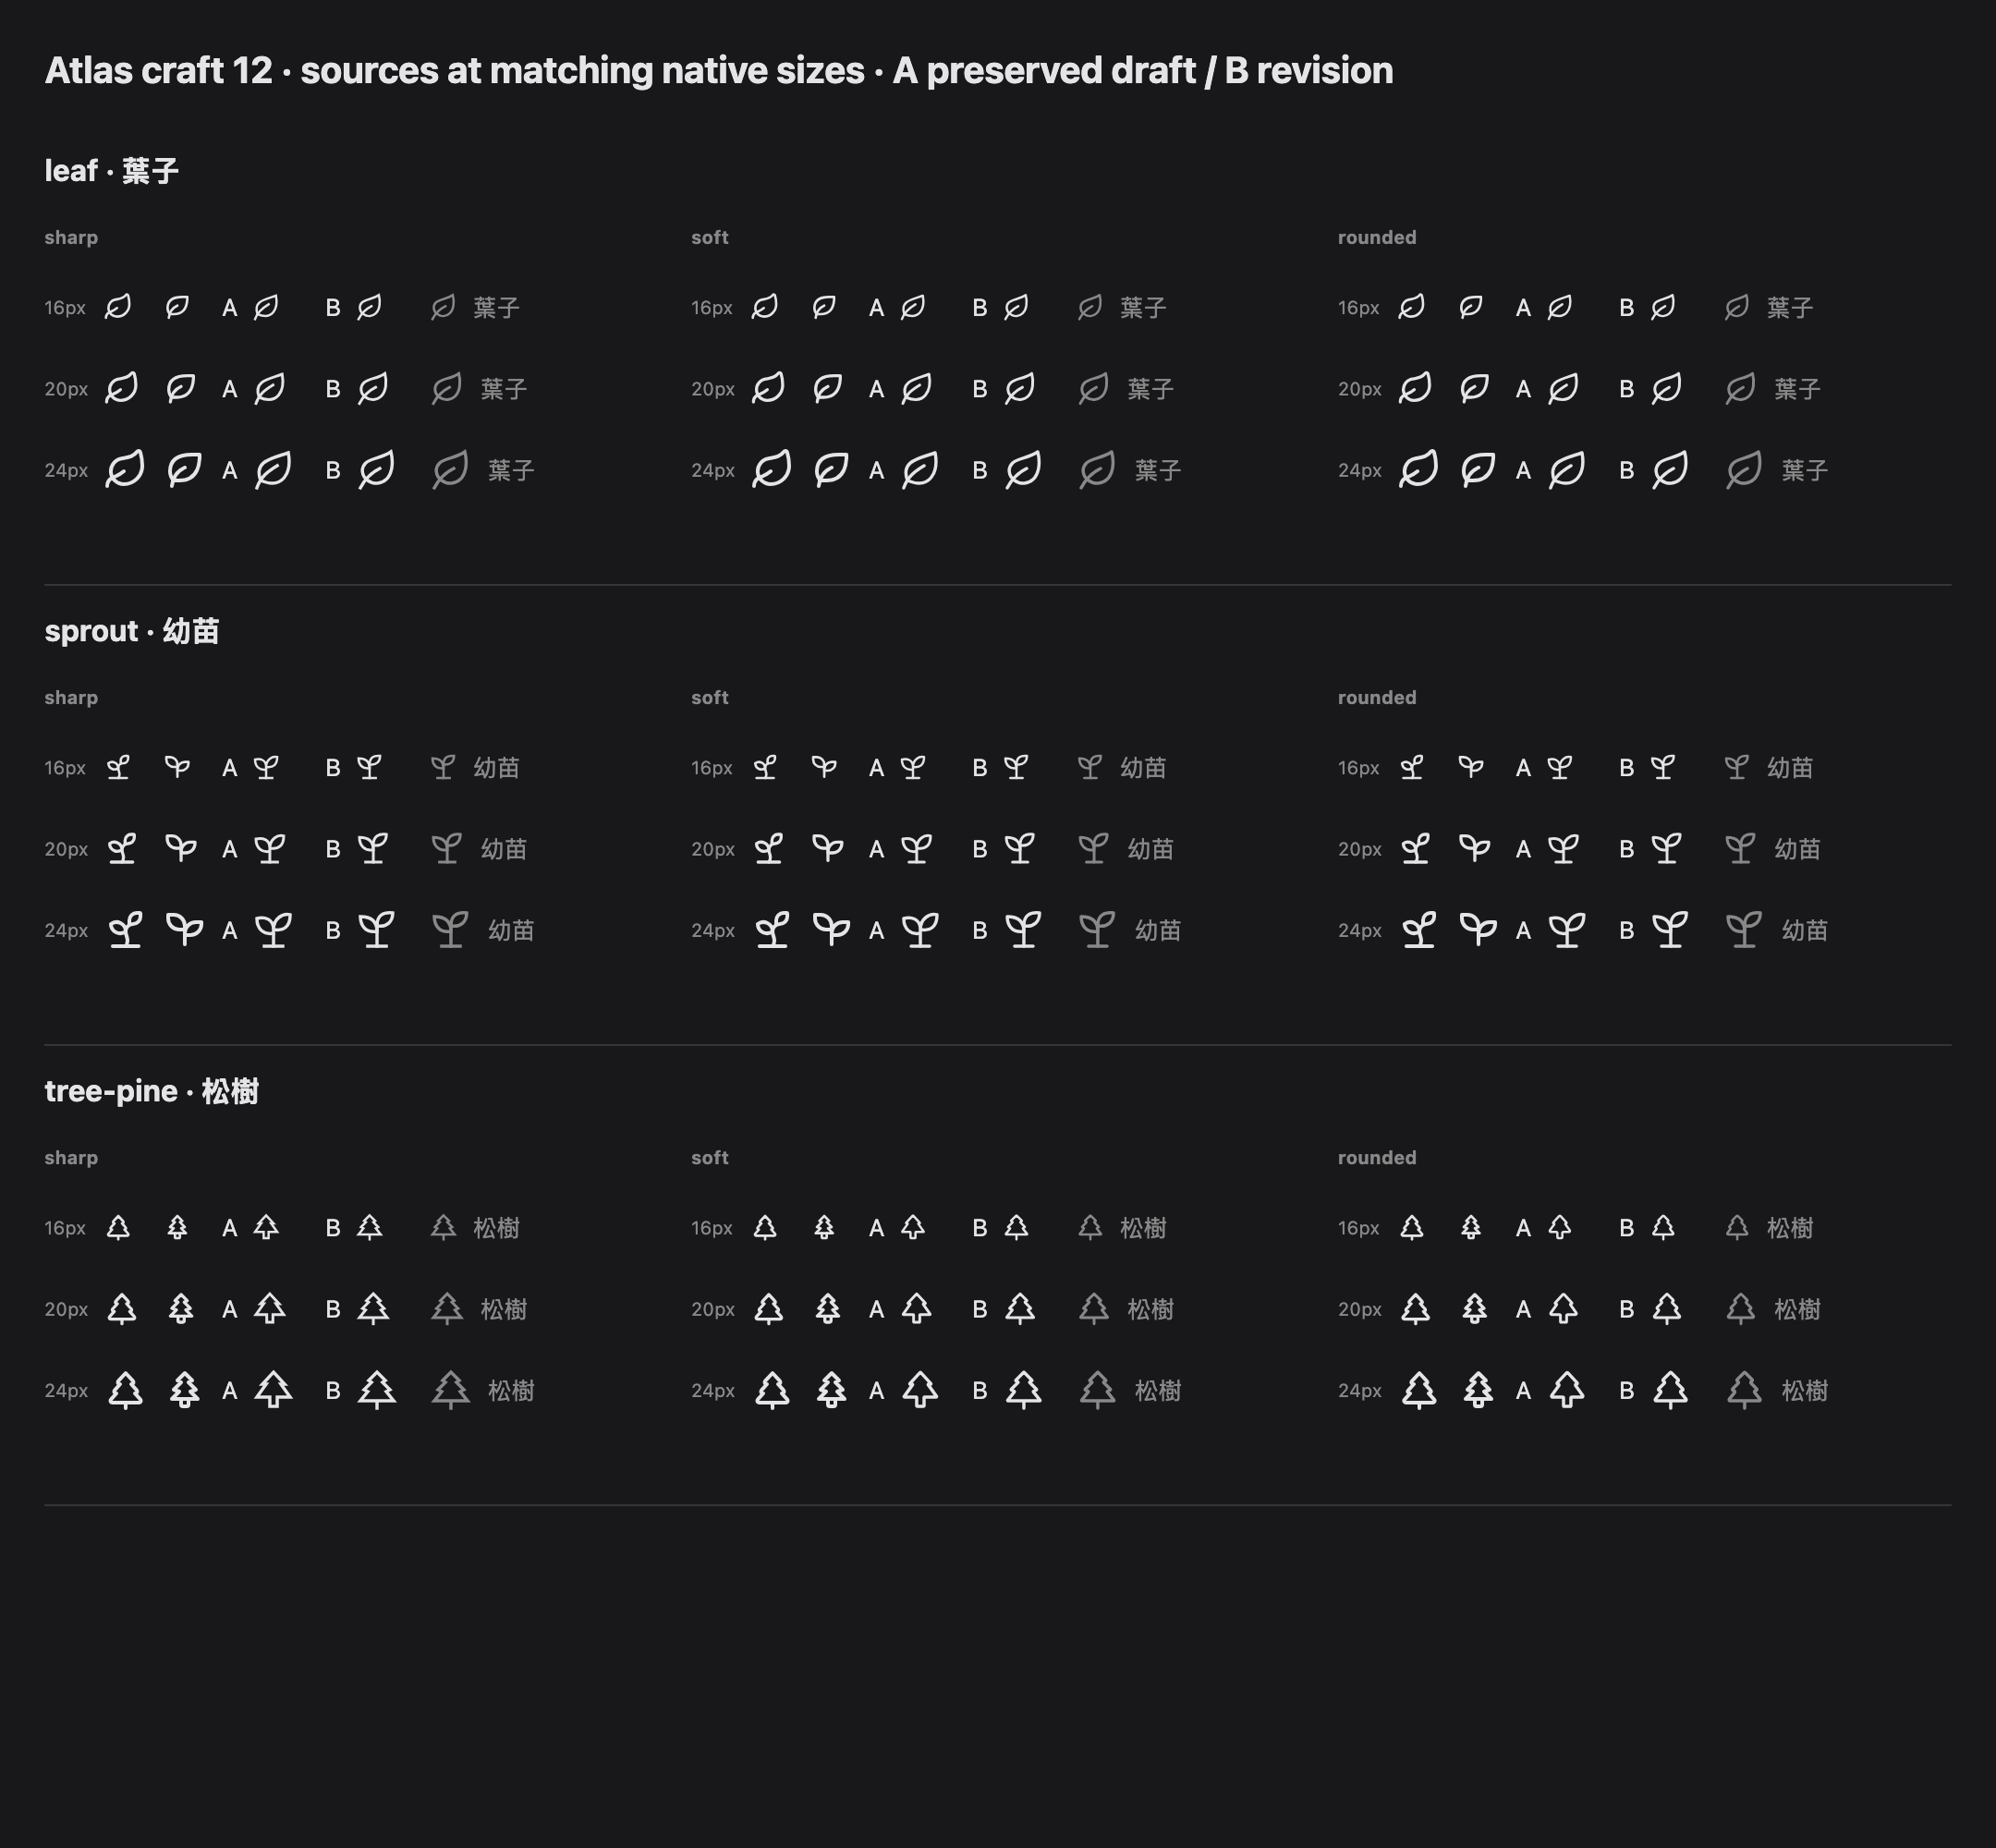 Atlas craft 12 · sources at matching native sizes · A preserved draft / B revision
leaf · 葉子
sharp soft rounded
16px A B 葉子 16px A B 葉子 16px A B 葉子
20px A B 葉子 20px A B 葉子 20px A B 葉子
24px A B 葉子 24px A B 葉子 24px A B 葉子
sprout · 幼苗
sharp soft rounded
16px A B 幼苗 16px A B 幼苗 16px A B 幼苗
20px A B 幼苗 20px A B 幼苗 20px A B 幼苗
24px A B 幼苗 24px A B 幼苗 24px A B 幼苗
tree-pine · 松樹
sharp soft rounded
16px A B 松樹 16px A B 松樹 16px A B 松樹
20px A B 松樹 20px A B 松樹 20px A B 松樹
24px A B 松樹 24px A B 松樹 24px A B 松樹